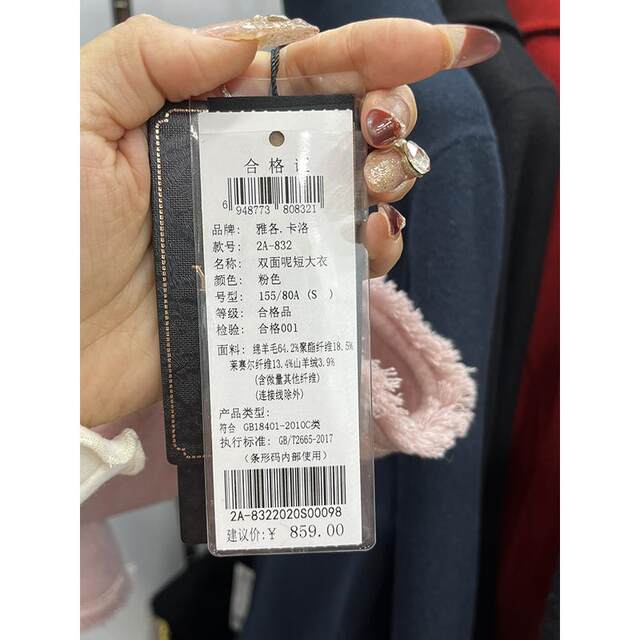 合格证
6 948773 808321
品牌: 雅各.卡洛
款号: 2A-832
名称: 双面呢短大衣
颜色: 粉色
号型: 155/80A (S )
等级: 合格品
检验: 合格001
面料: 绵羊毛64.2%聚酯纤维18.5%
莱赛尔纤维13.4%山羊绒3.9%
(含微量其他纤维)
(连接线除外)
产品类型:
符合 GB18401-2010C类
执行标准: GB/T2665-2017
(条形码内部使用)
2A-8322020S00098
建议价:¥ 859.00